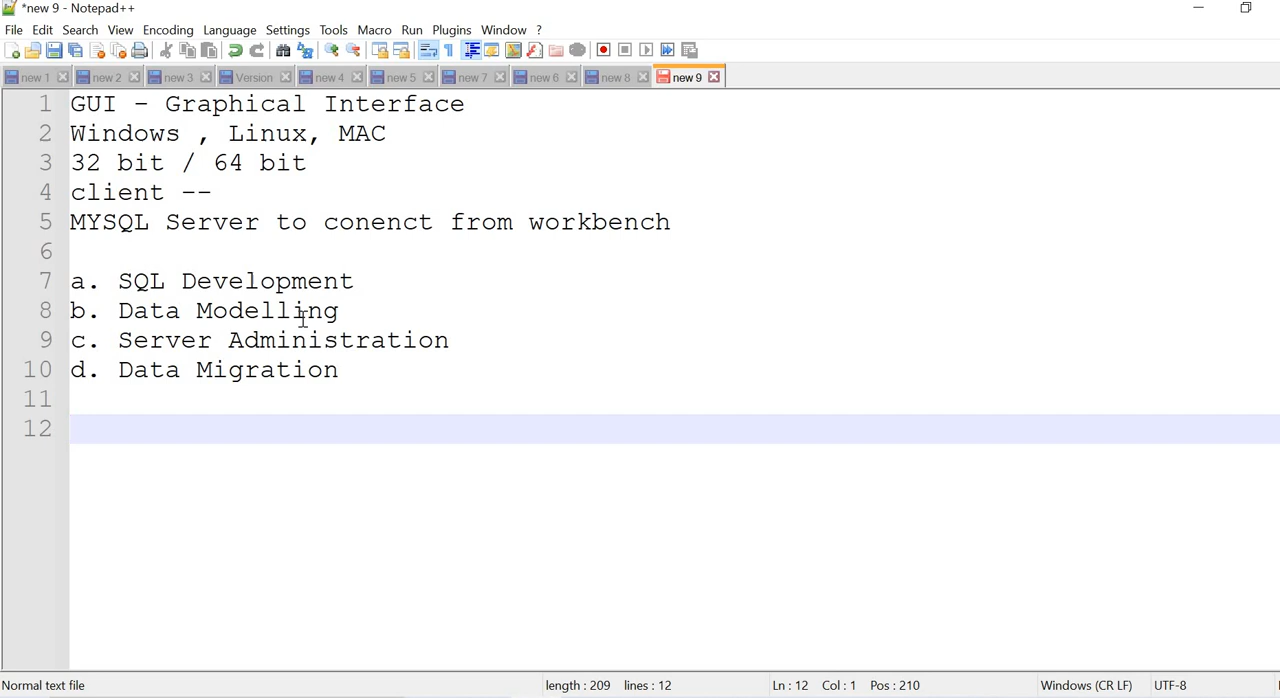 *new 9 - Notepad++
File Edit Search View Encoding Language Settings Tools Macro Run Plugins Window ?
new 1 new 2 new 3 Version new 4 new 5 new 7 new 6 new 8 new 9
1 GUI - Graphical Interface
2 Windows , Linux, MAC
3 32 bit / 64 bit
4 client --
5 MYSQL Server to conenct from workbench
6
7 a. SQL Development
8 b. Data Modelling
9 c. Server Administration
10 d. Data Migration
11
12
Normal text file length : 209 lines : 12 Ln : 12 Col : 1 Pos : 210 Windows (CR LF) UTF-8